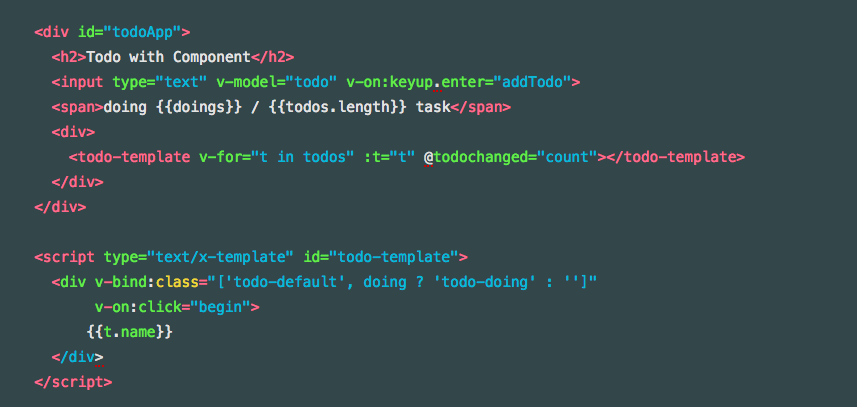 <div id="todoApp">
<h2>Todo with Component</h2>
<input type="text" v-model="todo" v-on:keyup.enter="addTodo">
<span>doing {{doings}} / {{todos.length}} task</span>
<div>
<todo-template v-for="t in todos" :t="t" @todochanged="count"></todo-template>
</div>
</div>
<script type="text/x-template" id="todo-template">
<div v-bind:class="['todo-default', doing ? 'todo-doing' : '']"
v-on:click="begin">
{{t.name}}
</div>
</script>